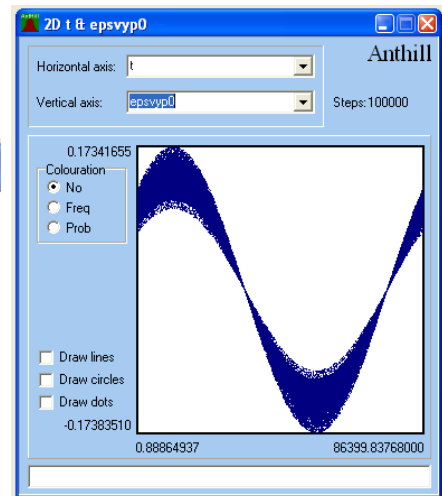 2D t & epsvyp0
Anthill
Horizontal axis: t
Vertical axis: epsvyp0
Steps: 100000
0.17341655
Colouration
No
Freq
Prob
Draw lines
Draw circles
Draw dots
-0.17383510
0.88864937 86399.83768000